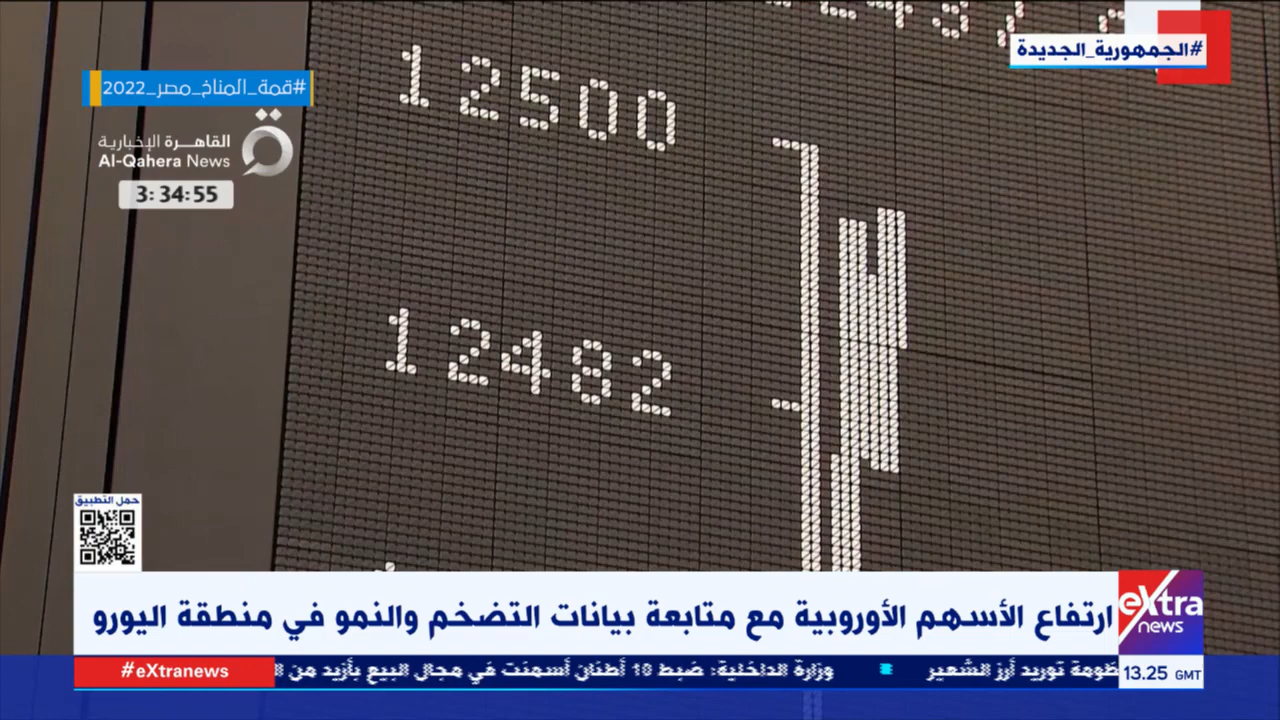 #الجمهورية_الجديدة
12500
#قمة_المناخ_مصر_2022
القاهرة الإخبارية
Al-Qahera News
3:34:55
12482
حمل التطبيق
ارتفاع الأسهم الأوروبية مع متابعة بيانات التضخم والنمو في منطقة اليورو
eXtra news
توريد أرز الشعير
وزارة الداخلية: ضبط 10 أطنان أسمنت في مجال البيع بأزيد من
#eXtranews
13.25 GMT